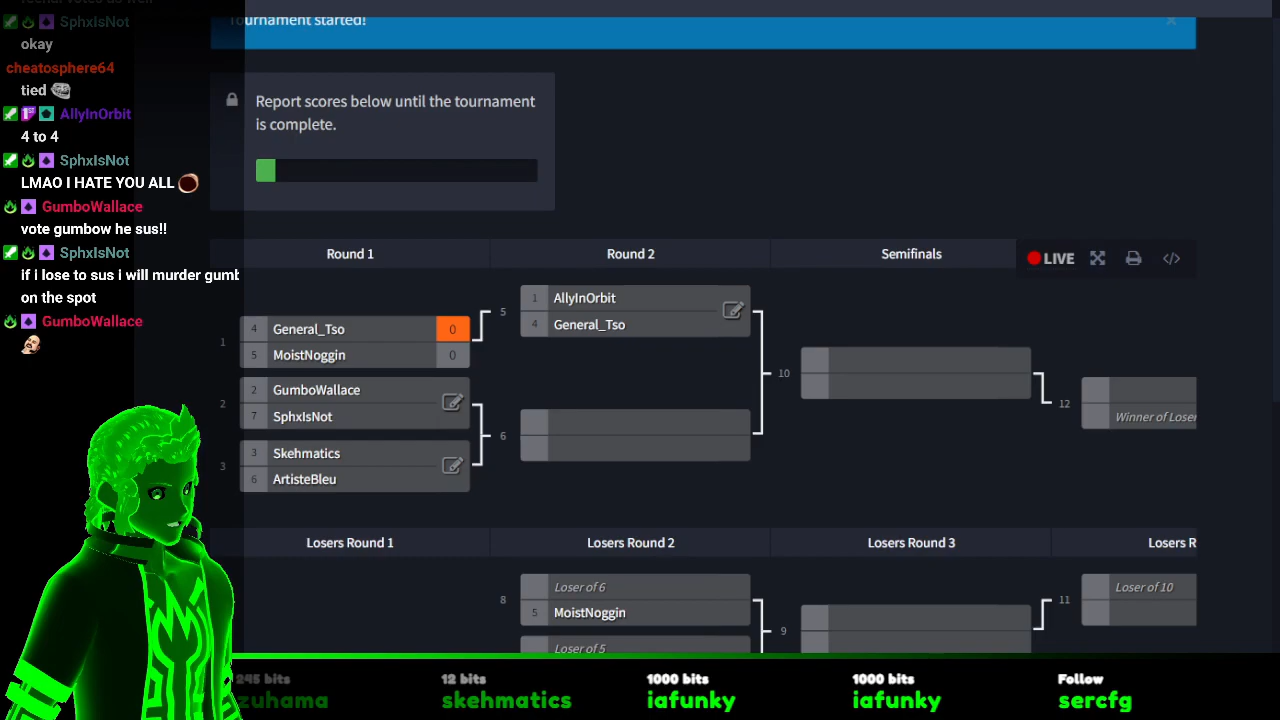 SphxIsNot
okay
cheatosphere64
tied
AllyInOrbit
4 to 4
SphxIsNot
LMAO I HATE YOU ALL
GumboWallace
vote gumbow he sus!!
SphxIsNot
if i lose to sus i will murder gumb
on the spot
GumboWallace
Tournament started!
×
Report scores below until the tournament
is complete.
Round 1
Round 2
Semifinals
LIVE
1
4 General_Tso 0
5 MoistNoggin 0
2
2 GumboWallace
7 SphxIsNot
3
3 Skehmatics
6 ArtisteBleu
5
1 AllyInOrbit
4 General_Tso
6
10
12
Winner of Loser
Losers Round 1
Losers Round 2
Losers Round 3
Losers R
8
Loser of 6
5 MoistNoggin
Loser of 5
9
11
Loser of 10
245 bits
zuhama
12 bits
skehmatics
1000 bits
iafunky
1000 bits
iafunky
Follow
sercfg